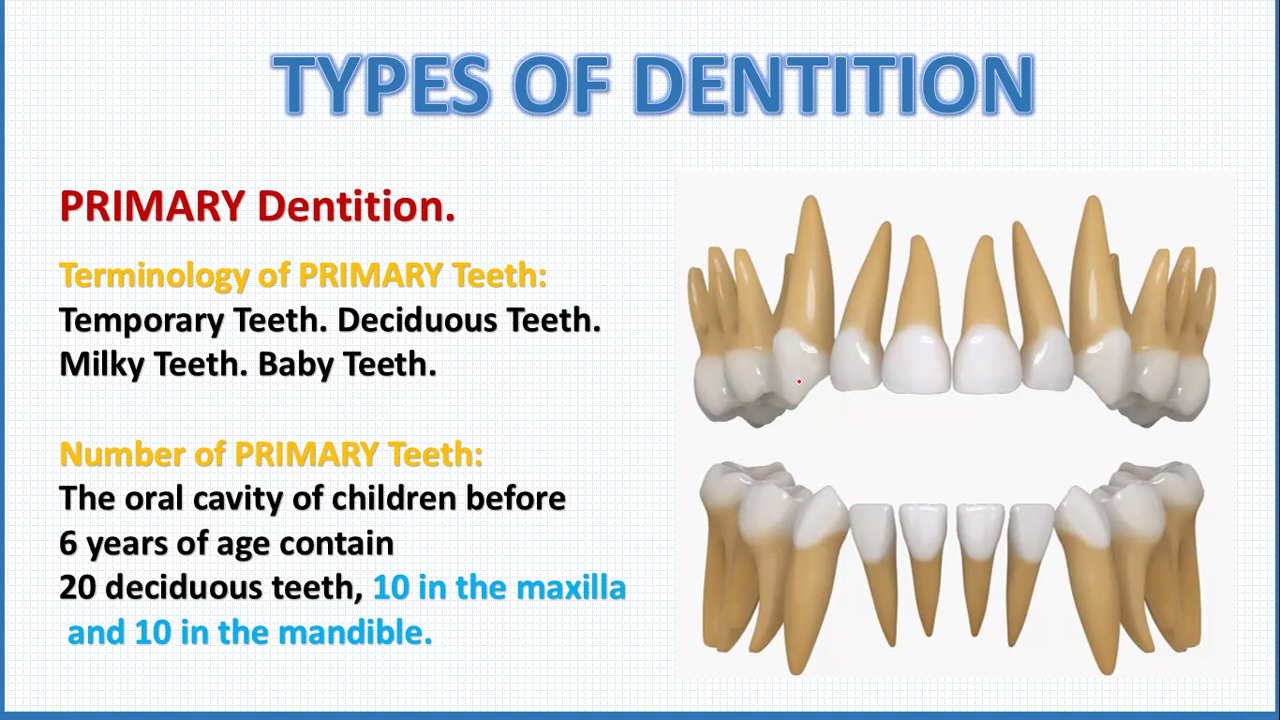 TYPES OF DENTITION
PRIMARY Dentition.
Terminology of PRIMARY Teeth:
Temporary Teeth. Deciduous Teeth.
Milky Teeth. Baby Teeth.
Number of PRIMARY Teeth:
The oral cavity of children before
6 years of age contain
20 deciduous teeth, 10 in the maxilla
and 10 in the mandible.